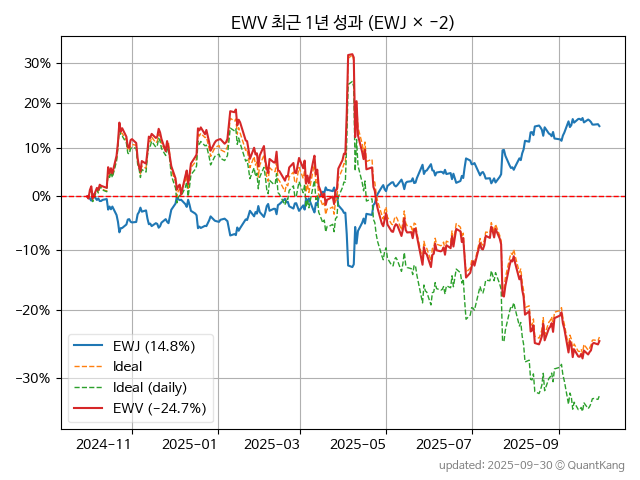 EWV 최근 1년 성과 (EWJ × −2)
30%
20%
10%
0%
−10%
−20%
−30%
EWJ (14.8%)
Ideal
Ideal (daily)
EWV (−24.7%)
2024−11
2025−01
2025−03
2025−05
2025−07
2025−09
updated: 2025-09-30 © QuantKang